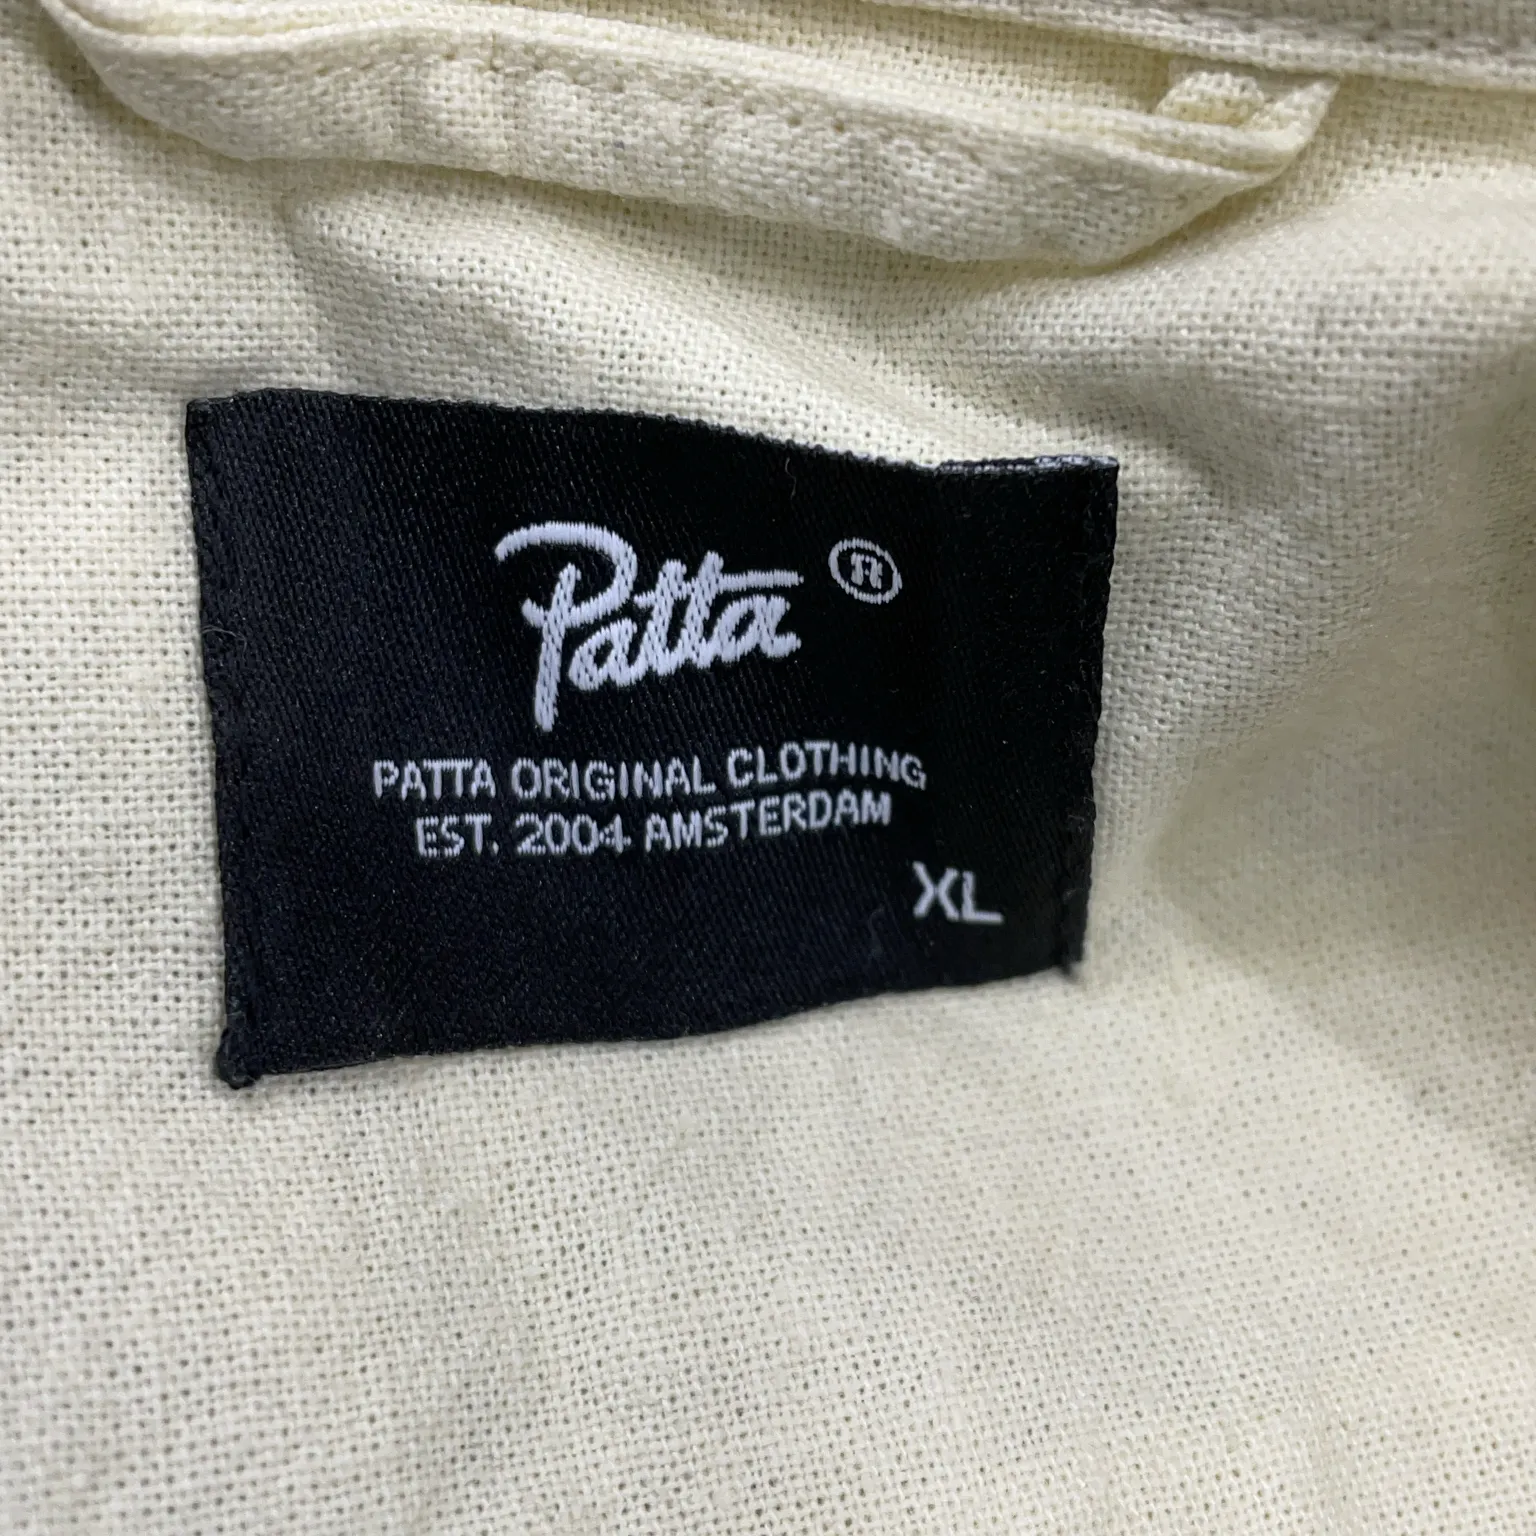 Patta ®
PATTA ORIGINAL CLOTHING
EST. 2004 AMSTERDAM
XL